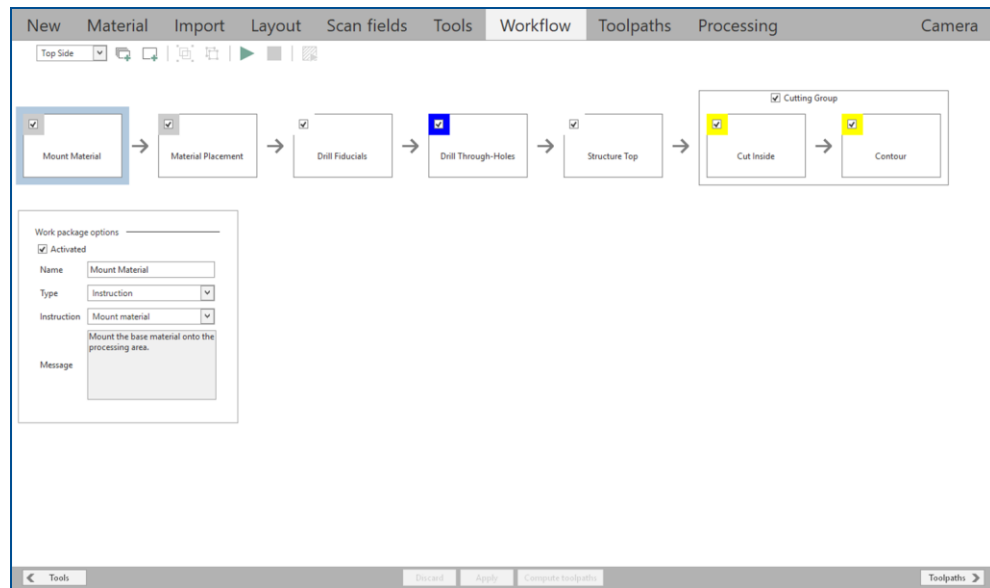 New Material Import Layout Scan fields Tools Workflow Toolpaths Processing Camera
Top Side
Cutting Group
Mount Material Material Placement Drill Fiducials Drill Through-Holes Structure Top Cut Inside Contour
Work package options
Activated
Name Mount Material
Type Instruction
Instruction Mount material
Message Mount the base material onto the
processing area.
Tools Discard Apply Compute toolpaths Toolpaths